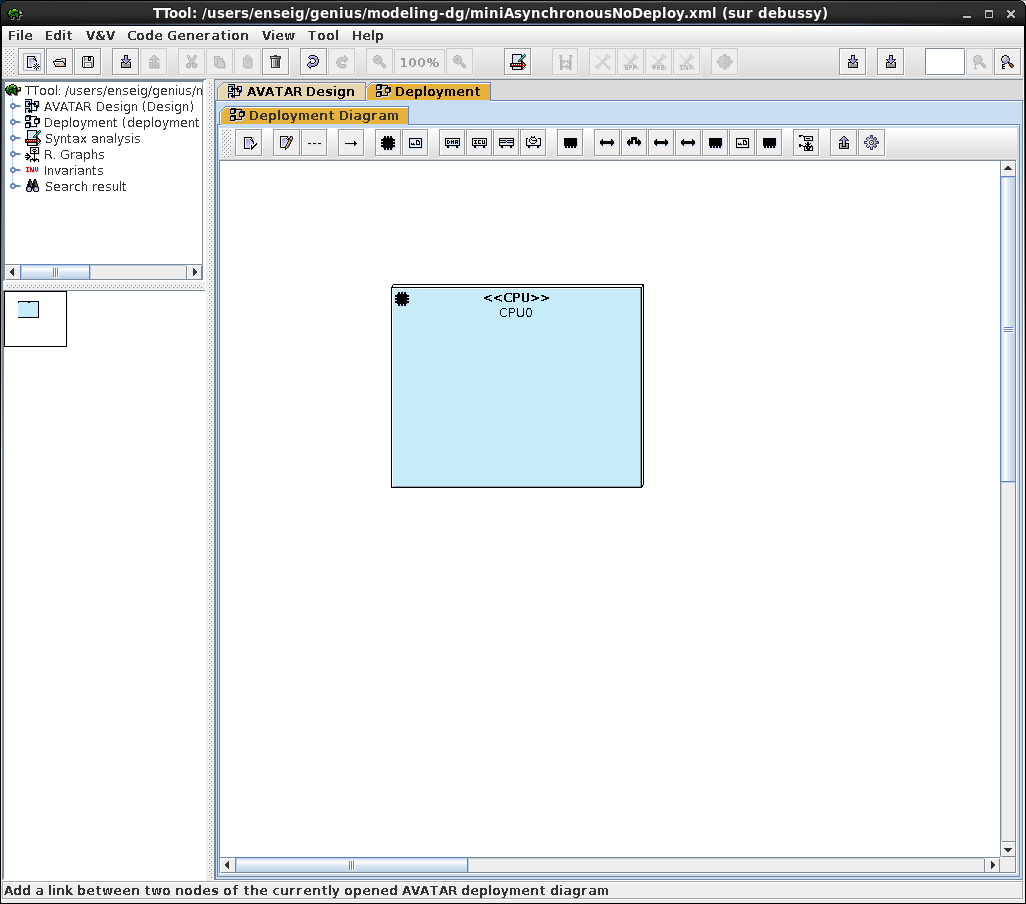 TTool: /users/enseig/genius/modeling-dg/miniAsynchronousNoDeploy.xml (sur debussy)
File Edit V&V Code Generation View Tool Help
100%
TTool: /users/enseig/genius/n
AVATAR Design (Design)
Deployment (deployment
Syntax analysis
R. Graphs
INV Invariants
Search result
AVATAR Design Deployment
Deployment Diagram
<<CPU>>
CPU0
Add a link between two nodes of the currently opened AVATAR deployment diagram